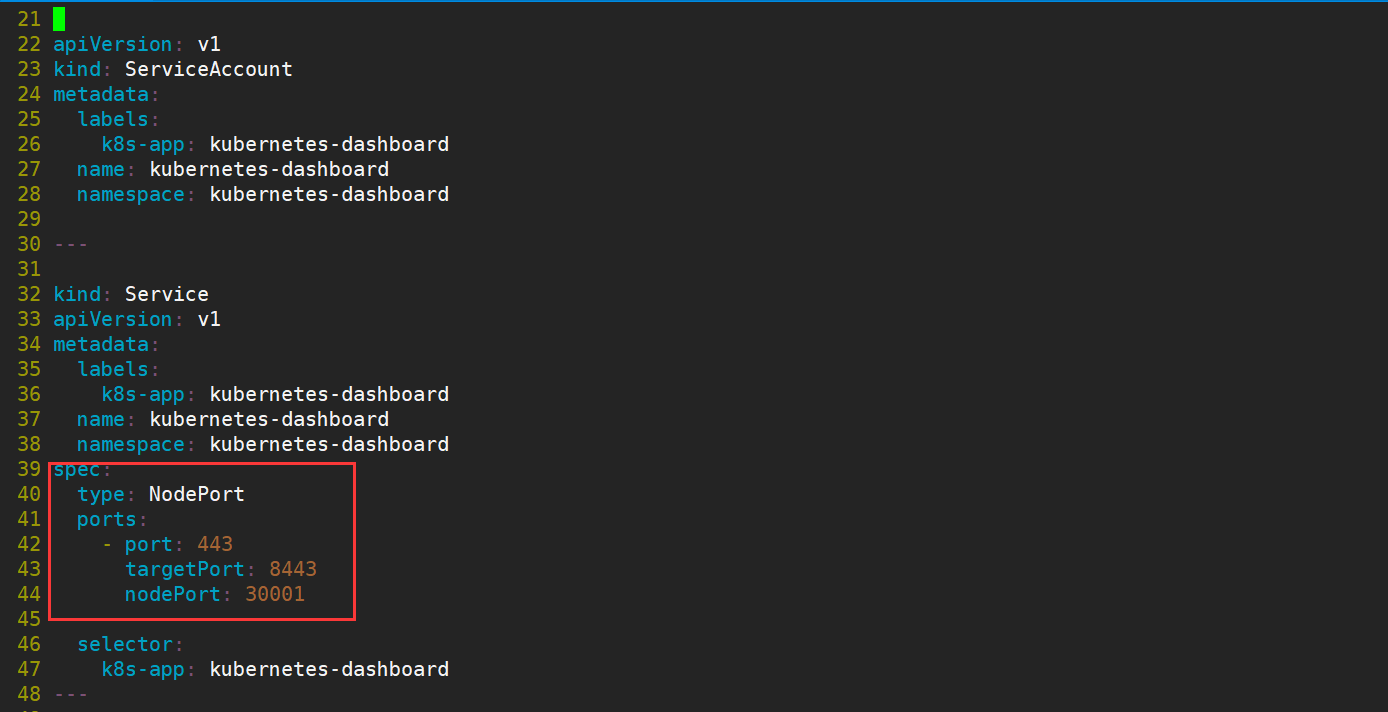 21
22 apiVersion: v1
23 kind: ServiceAccount
24 metadata:
25   labels:
26     k8s-app: kubernetes-dashboard
27   name: kubernetes-dashboard
28   namespace: kubernetes-dashboard
29
30 ---
31
32 kind: Service
33 apiVersion: v1
34 metadata:
35   labels:
36     k8s-app: kubernetes-dashboard
37   name: kubernetes-dashboard
38   namespace: kubernetes-dashboard
39 spec:
40   type: NodePort
41   ports:
42     - port: 443
43       targetPort: 8443
44       nodePort: 30001
45
46   selector:
47     k8s-app: kubernetes-dashboard
48 ---